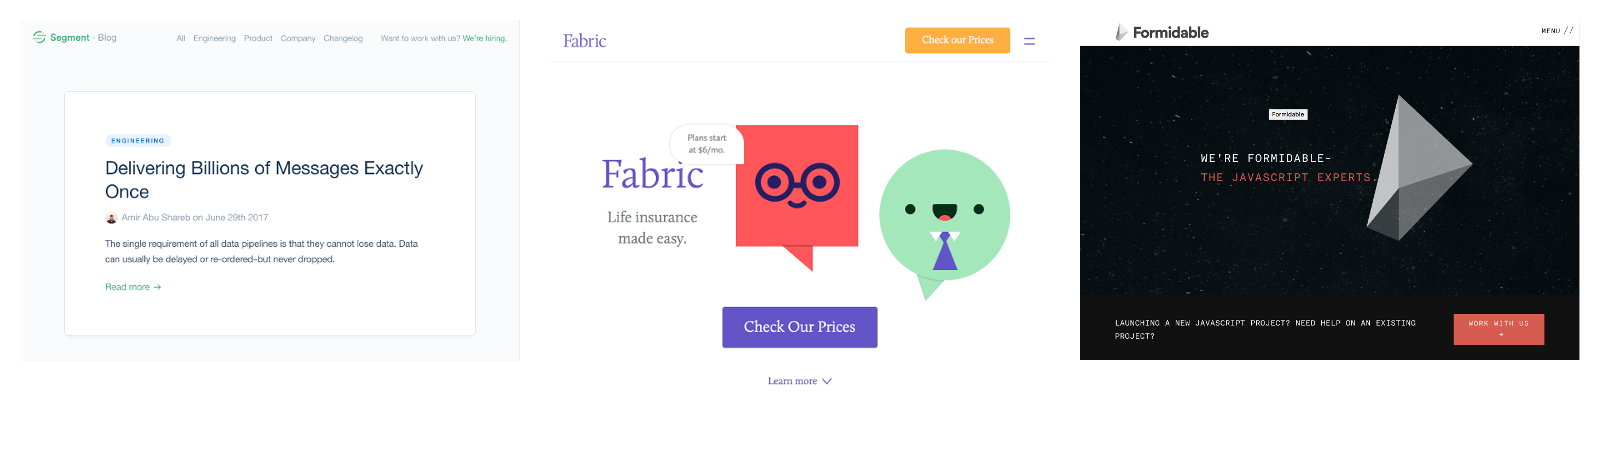 Segment · Blog
All Engineering Product Company Changelog Want to work with us? We're hiring.
ENGINEERING
Delivering Billions of Messages Exactly
Once
Amir Abu Shareb on June 29th 2017
The single requirement of all data pipelines is that they cannot lose data. Data
can usually be delayed or re-ordered–but never dropped.
Read more →
Fabric
Check our Prices
Plans start
at $6/mo.
Fabric
Life insurance
made easy.
Check Our Prices
Learn more
Formidable
MENU //
Formidable
WE'RE FORMIDABLE–
THE JAVASCRIPT EXPERTS.
LAUNCHING A NEW JAVASCRIPT PROJECT? NEED HELP ON AN EXISTING
PROJECT?
WORK WITH US
→